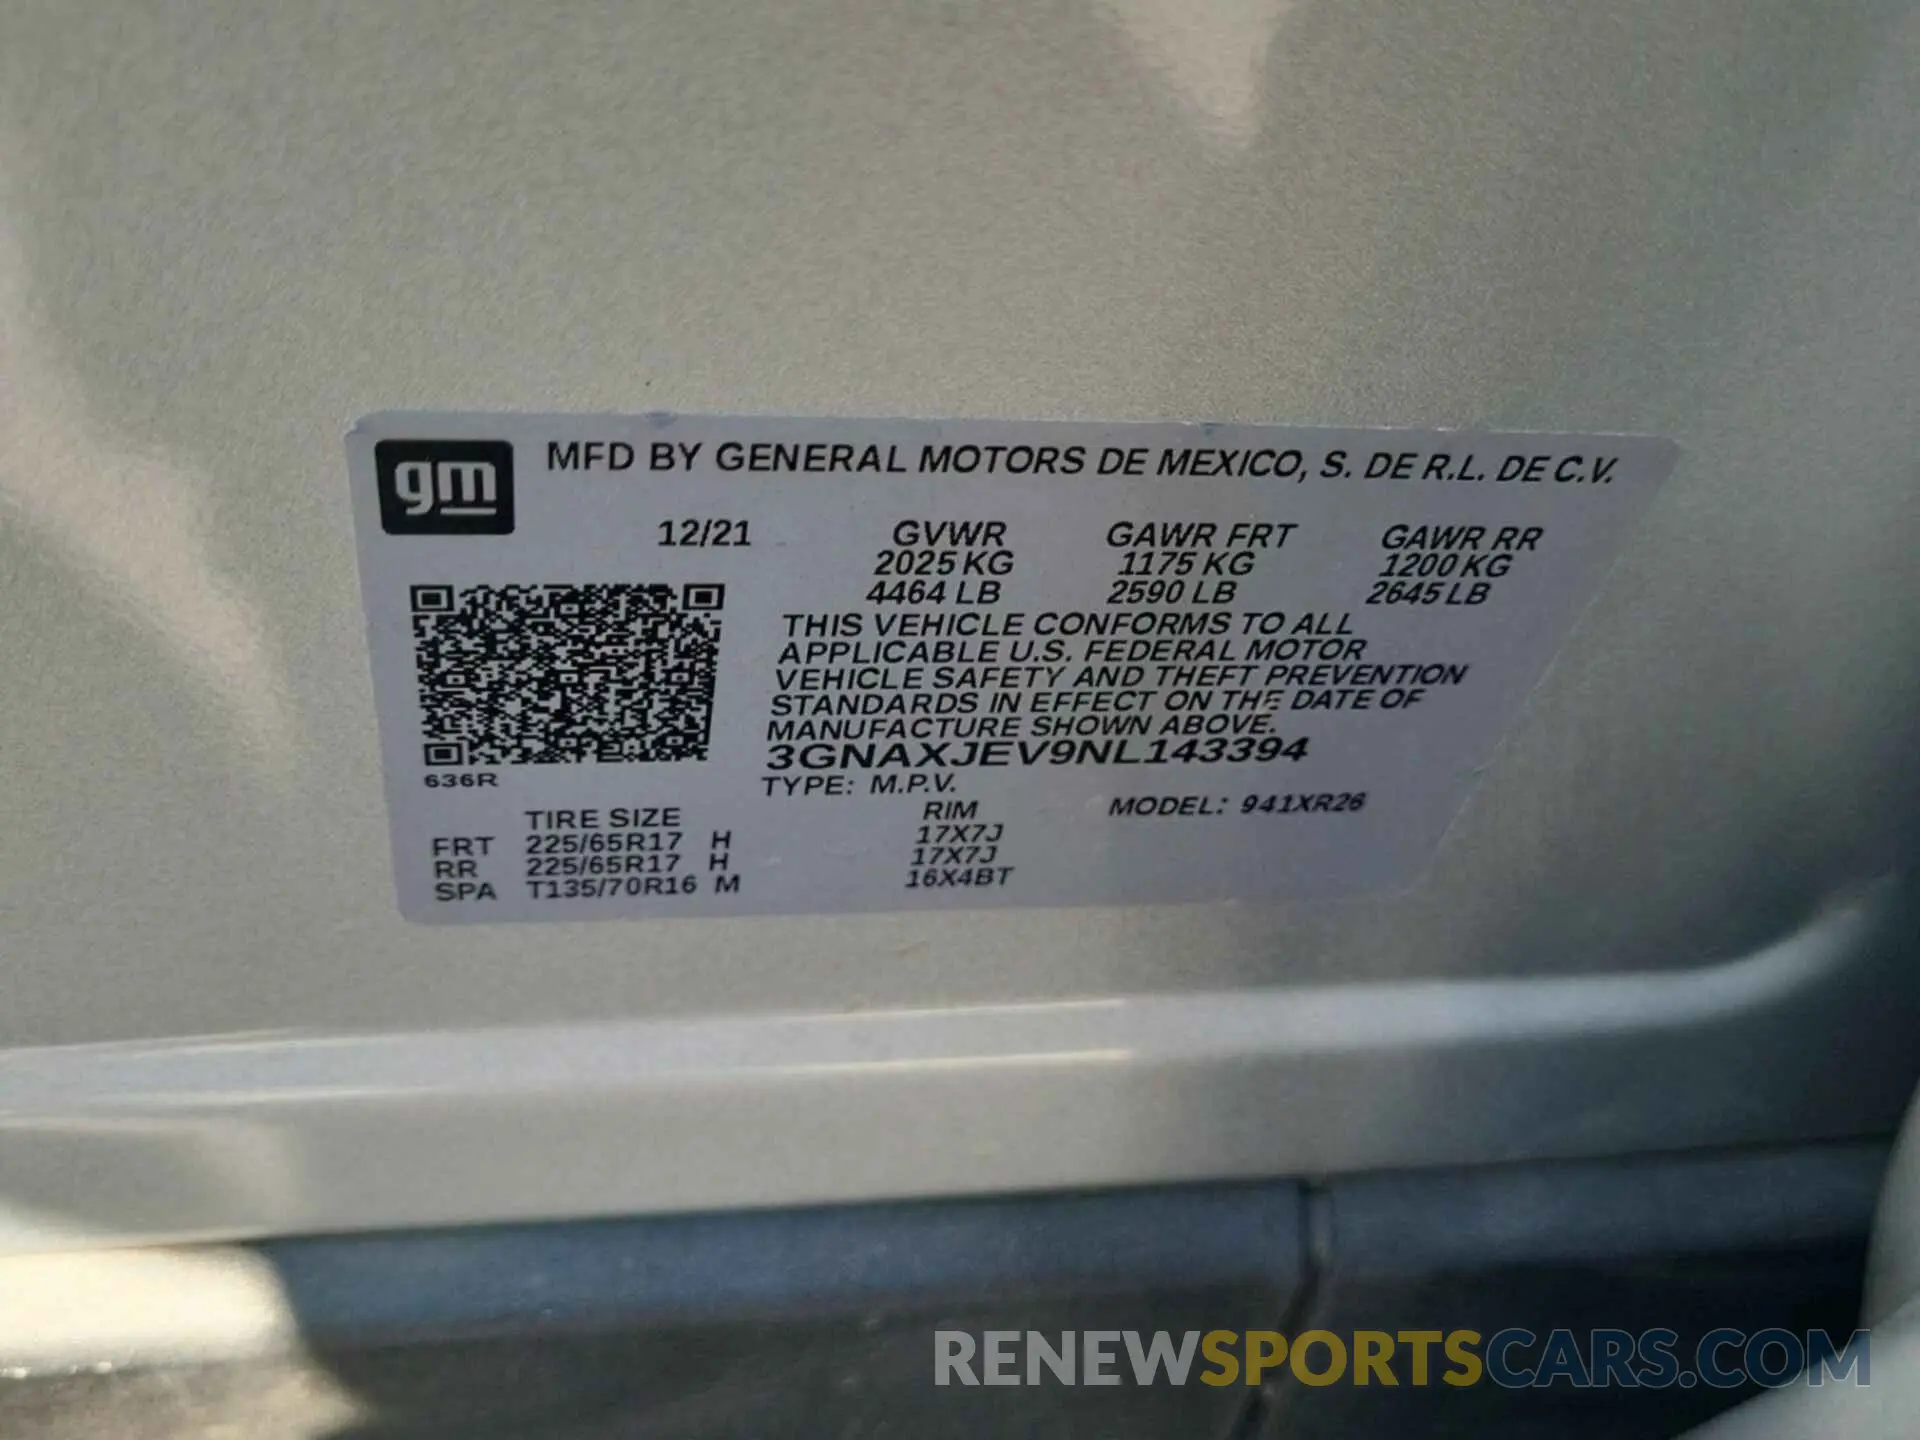 gm
MFD BY GENERAL MOTORS DE MEXICO, S. DE R.L. DE C.V.
12/21 GVWR GAWR FRT GAWR RR
2025 KG 1175 KG 1200 KG
4464 LB 2590 LB 2645 LB
THIS VEHICLE CONFORMS TO ALL
APPLICABLE U.S. FEDERAL MOTOR
VEHICLE SAFETY AND THEFT PREVENTION
STANDARDS IN EFFECT ON THE DATE OF
MANUFACTURE SHOWN ABOVE.
3GNAXJEV9NL143394
636R TYPE: M.P.V.
TIRE SIZE RIM MODEL: 941XR26
FRT 225/65R17 H 17X7J
RR 225/65R17 H 17X7J
SPA T135/70R16 M 16X4BT
RENEWSPORTSCARS.COM